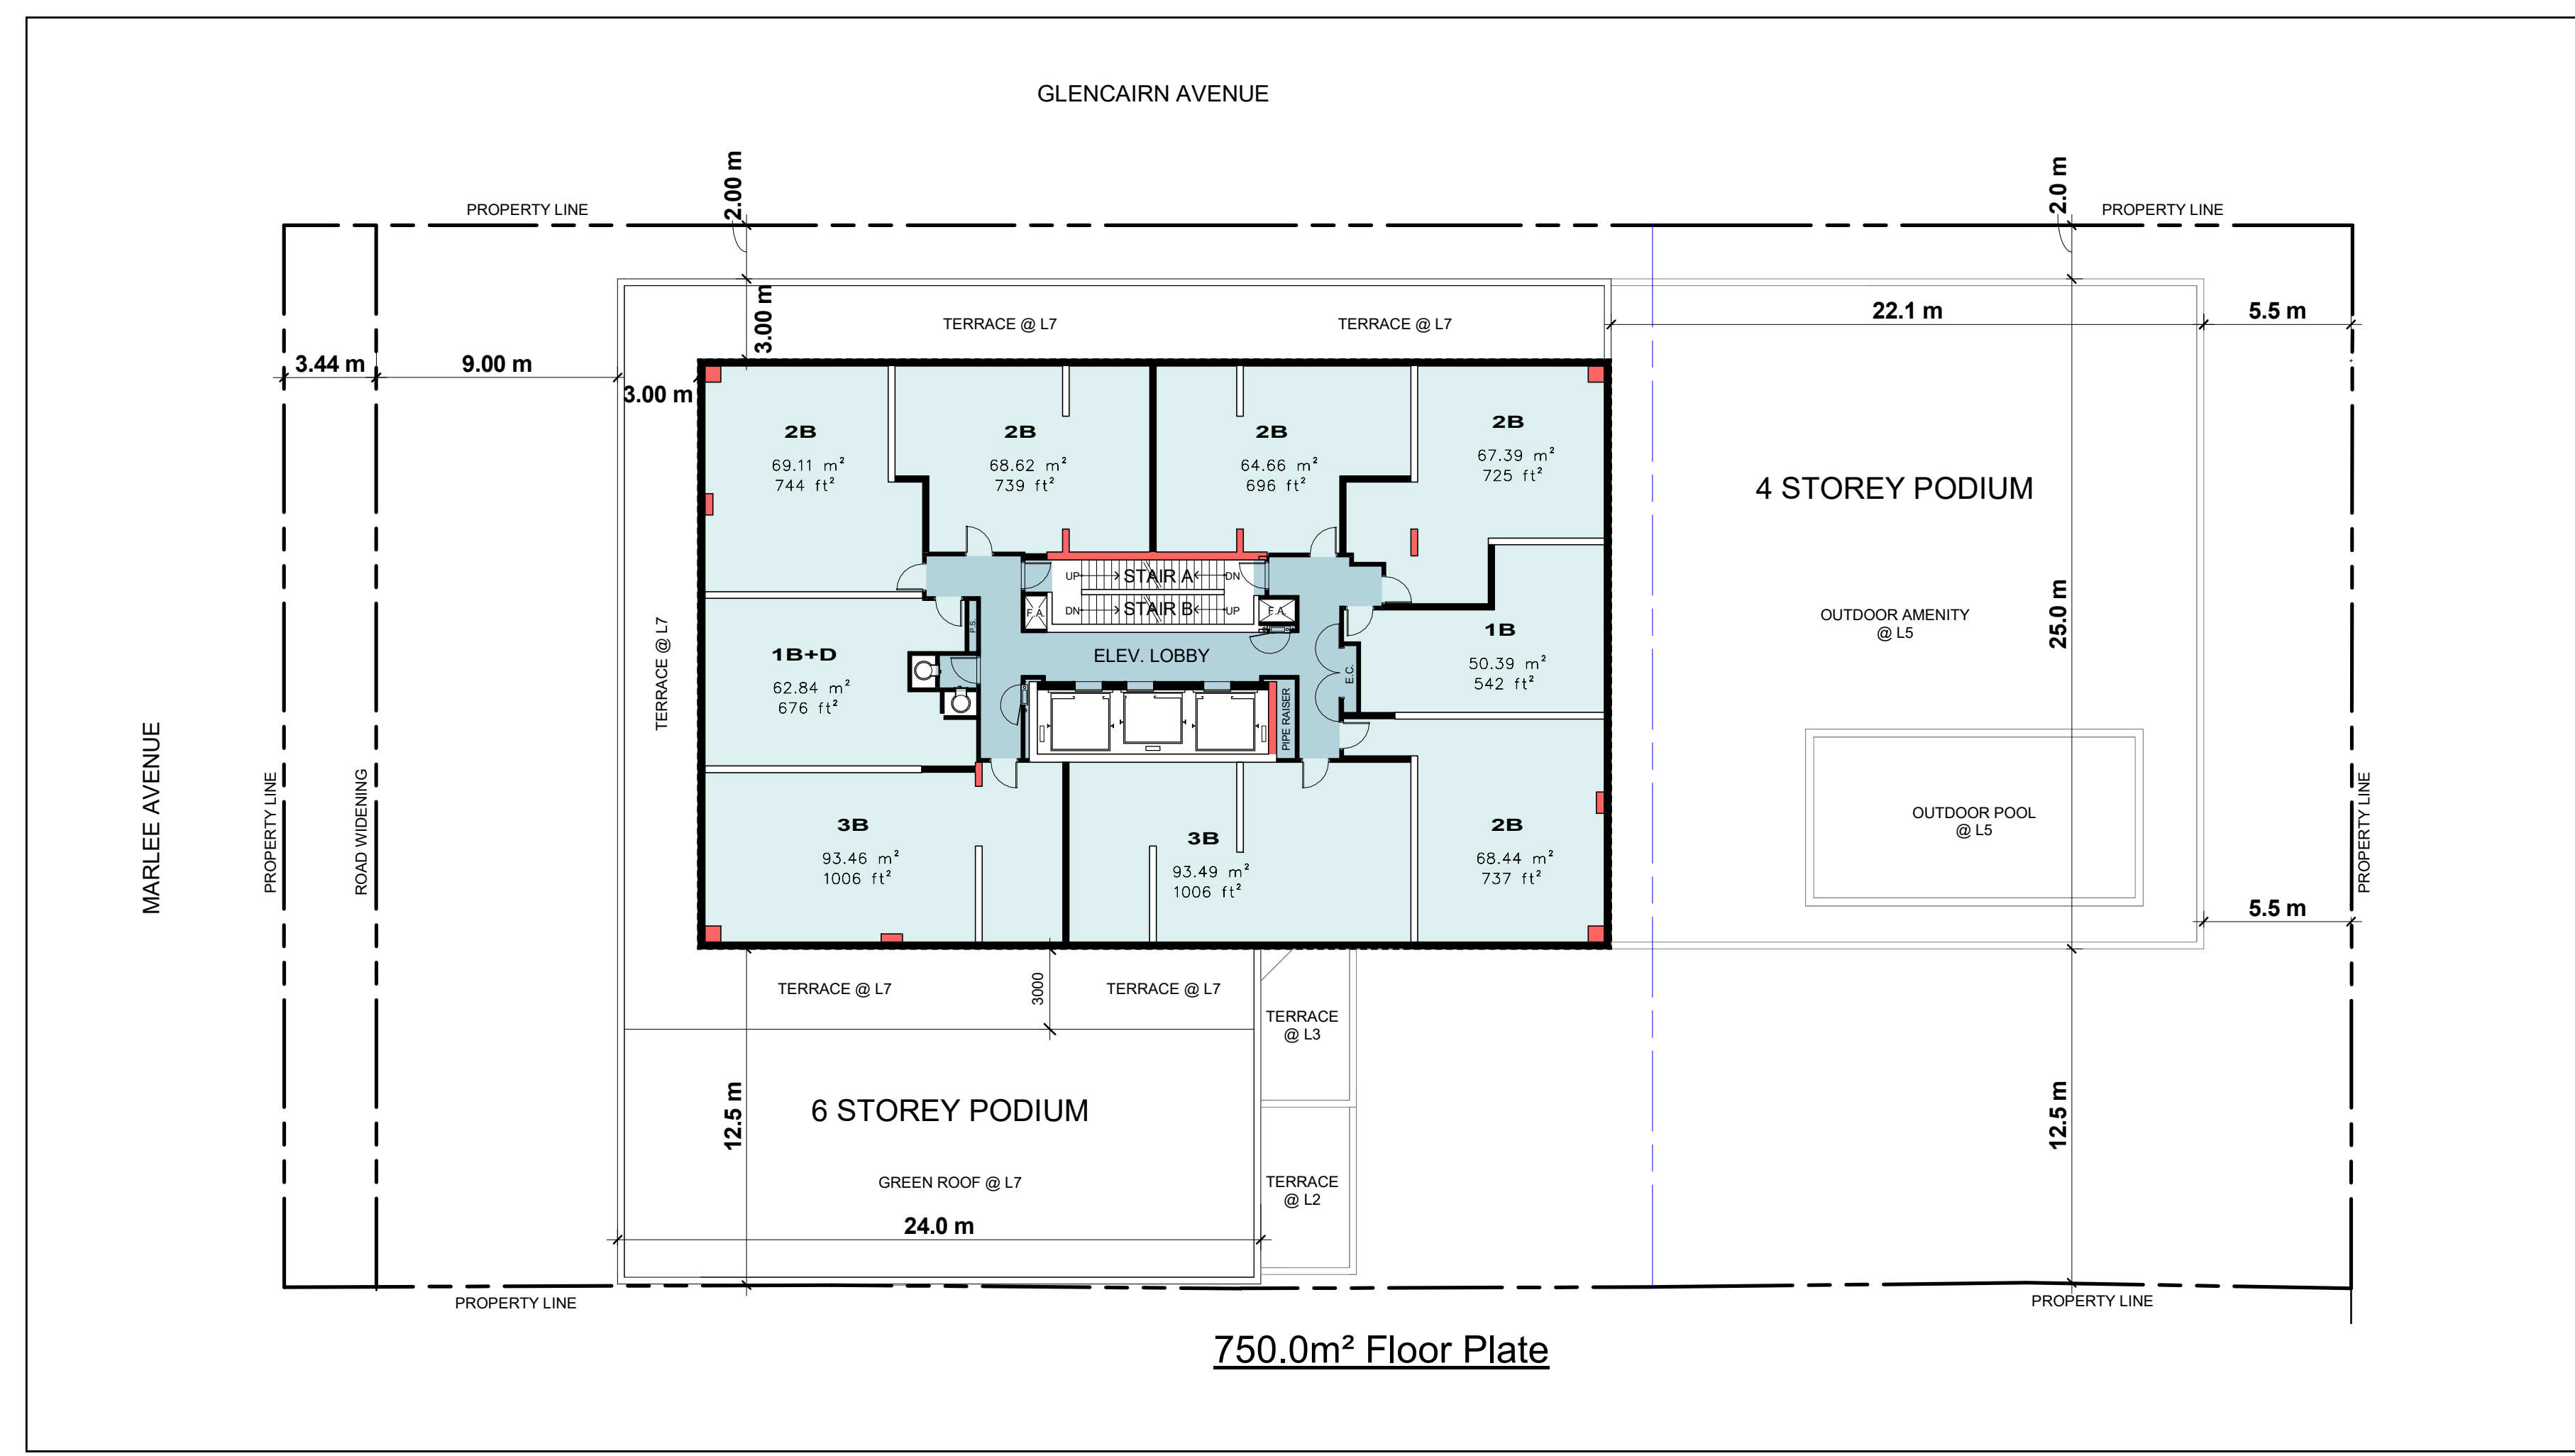 GLENCAIRN AVENUE
2.00 m
2.0 m
PROPERTY LINE
PROPERTY LINE
3.00 m
TERRACE @ L7
TERRACE @ L7
22.1 m
5.5 m
3.44 m
9.00 m
3.00 m
2B
69.11 m²
744 ft²
2B
68.62 m²
739 ft²
2B
64.66 m²
696 ft²
2B
67.39 m²
725 ft²
4 STOREY PODIUM
UP
STAIR A
DN
DN
STAIR B
UP
F.A.
F.A.
P.S.
ELEV. LOBBY
E.C.
PIPE RAISER
OUTDOOR AMENITY
@ L5
25.0 m
1B
50.39 m²
542 ft²
1B+D
62.84 m²
676 ft²
TERRACE @ L7
MARLEE AVENUE
PROPERTY LINE
ROAD WIDENING
OUTDOOR POOL
@ L5
PROPERTY LINE
3B
93.46 m²
1006 ft²
3B
93.49 m²
1006 ft²
2B
68.44 m²
737 ft²
5.5 m
TERRACE @ L7
3000
TERRACE @ L7
TERRACE
@ L3
12.5 m
6 STOREY PODIUM
12.5 m
GREEN ROOF @ L7
TERRACE
@ L2
24.0 m
PROPERTY LINE
PROPERTY LINE
750.0m² Floor Plate